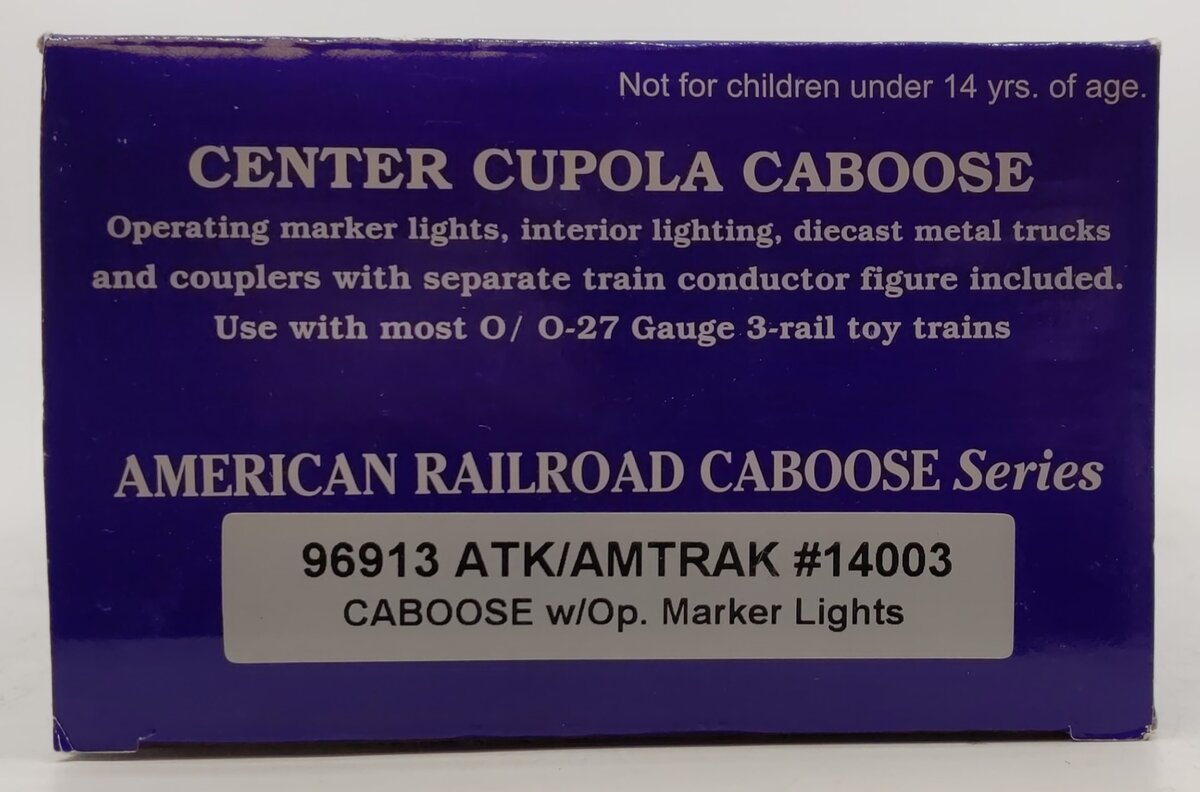 Not for children under 14 yrs. of age.
CENTER CUPOLA CABOOSE
Operating marker lights, interior lighting, diecast metal trucks
and couplers with separate train conductor figure included.
Use with most O/ O-27 Gauge 3-rail toy trains
AMERICAN RAILROAD CABOOSE Series
96913 ATK/AMTRAK #14003
CABOOSE w/Op. Marker Lights